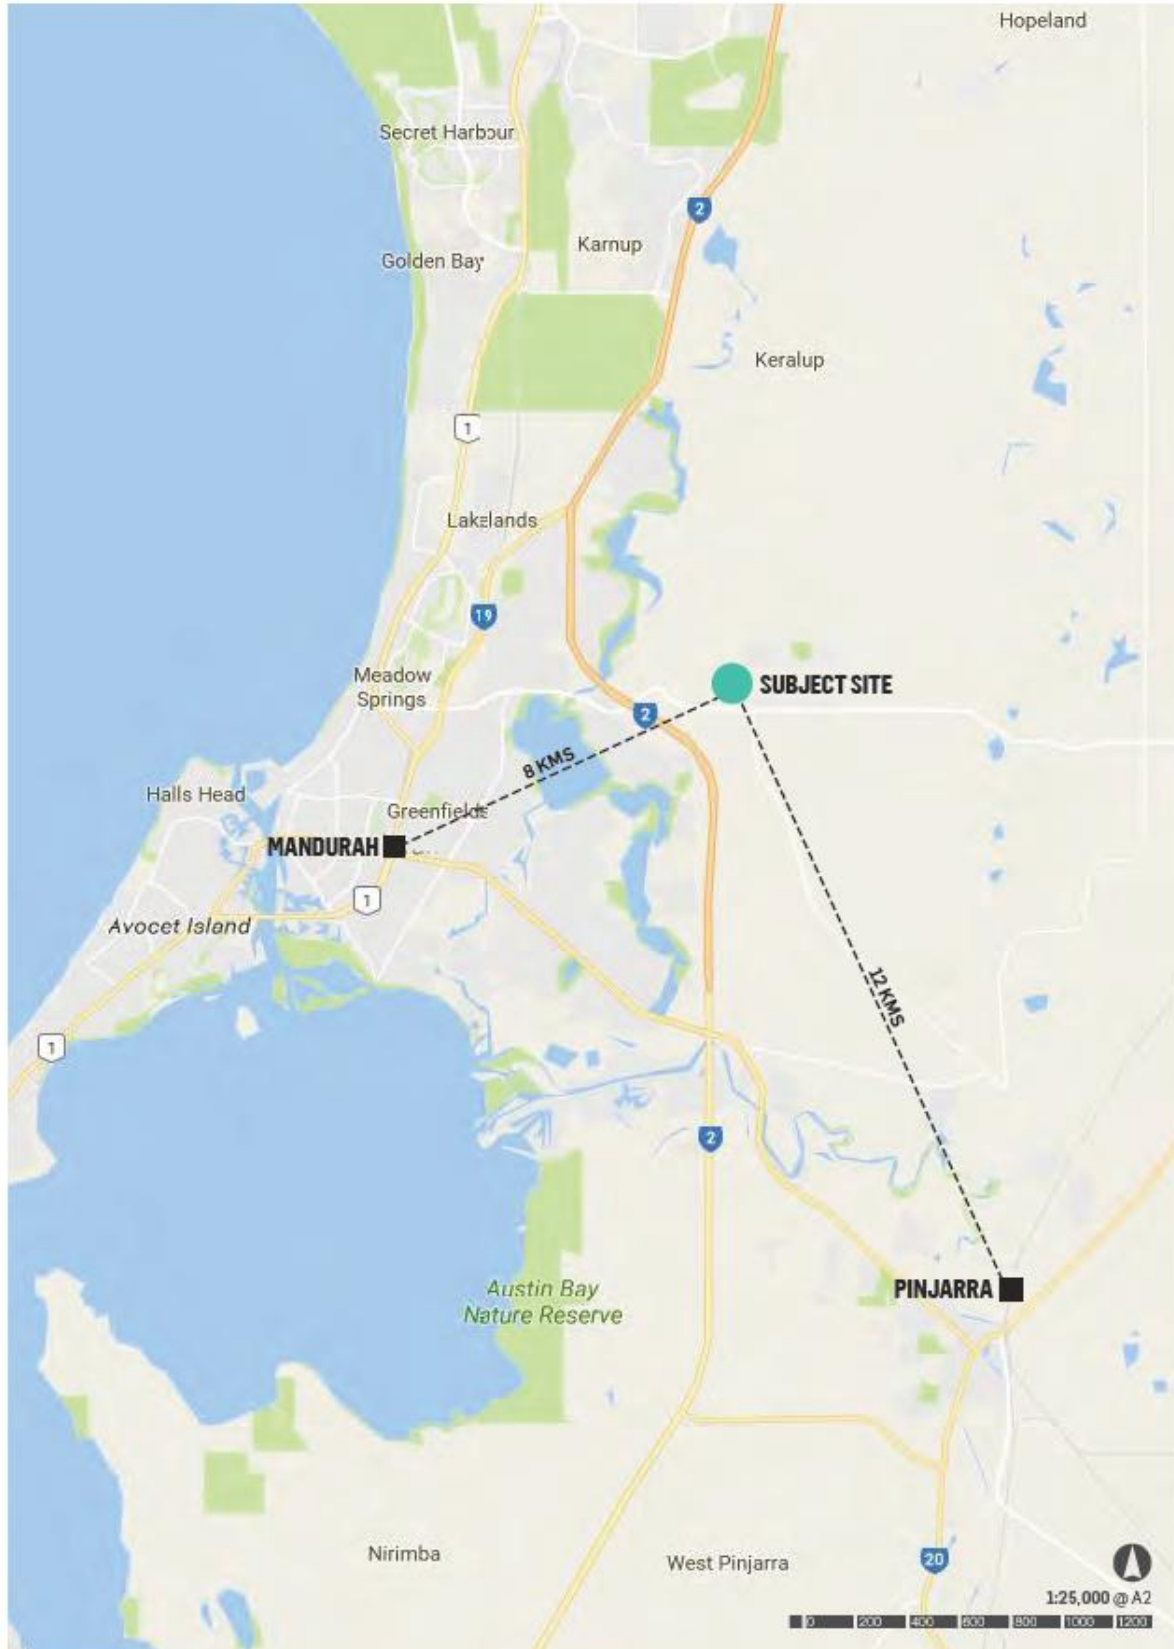 Hopeland
Secret Harbour
2
Karnup
Golden Bay
Keralup
1
Lakelands
19
Meadow
Springs
SUBJECT SITE
2
8 KMS
Halls Head
Greenfields
MANDURAH
1
Avocet Island
12 KMS
1
2
Austin Bay
Nature Reserve
PINJARRA
Nirimba
West Pinjarra
20
1:25,000 @ A2
0 200 400 600 800 1000 1200